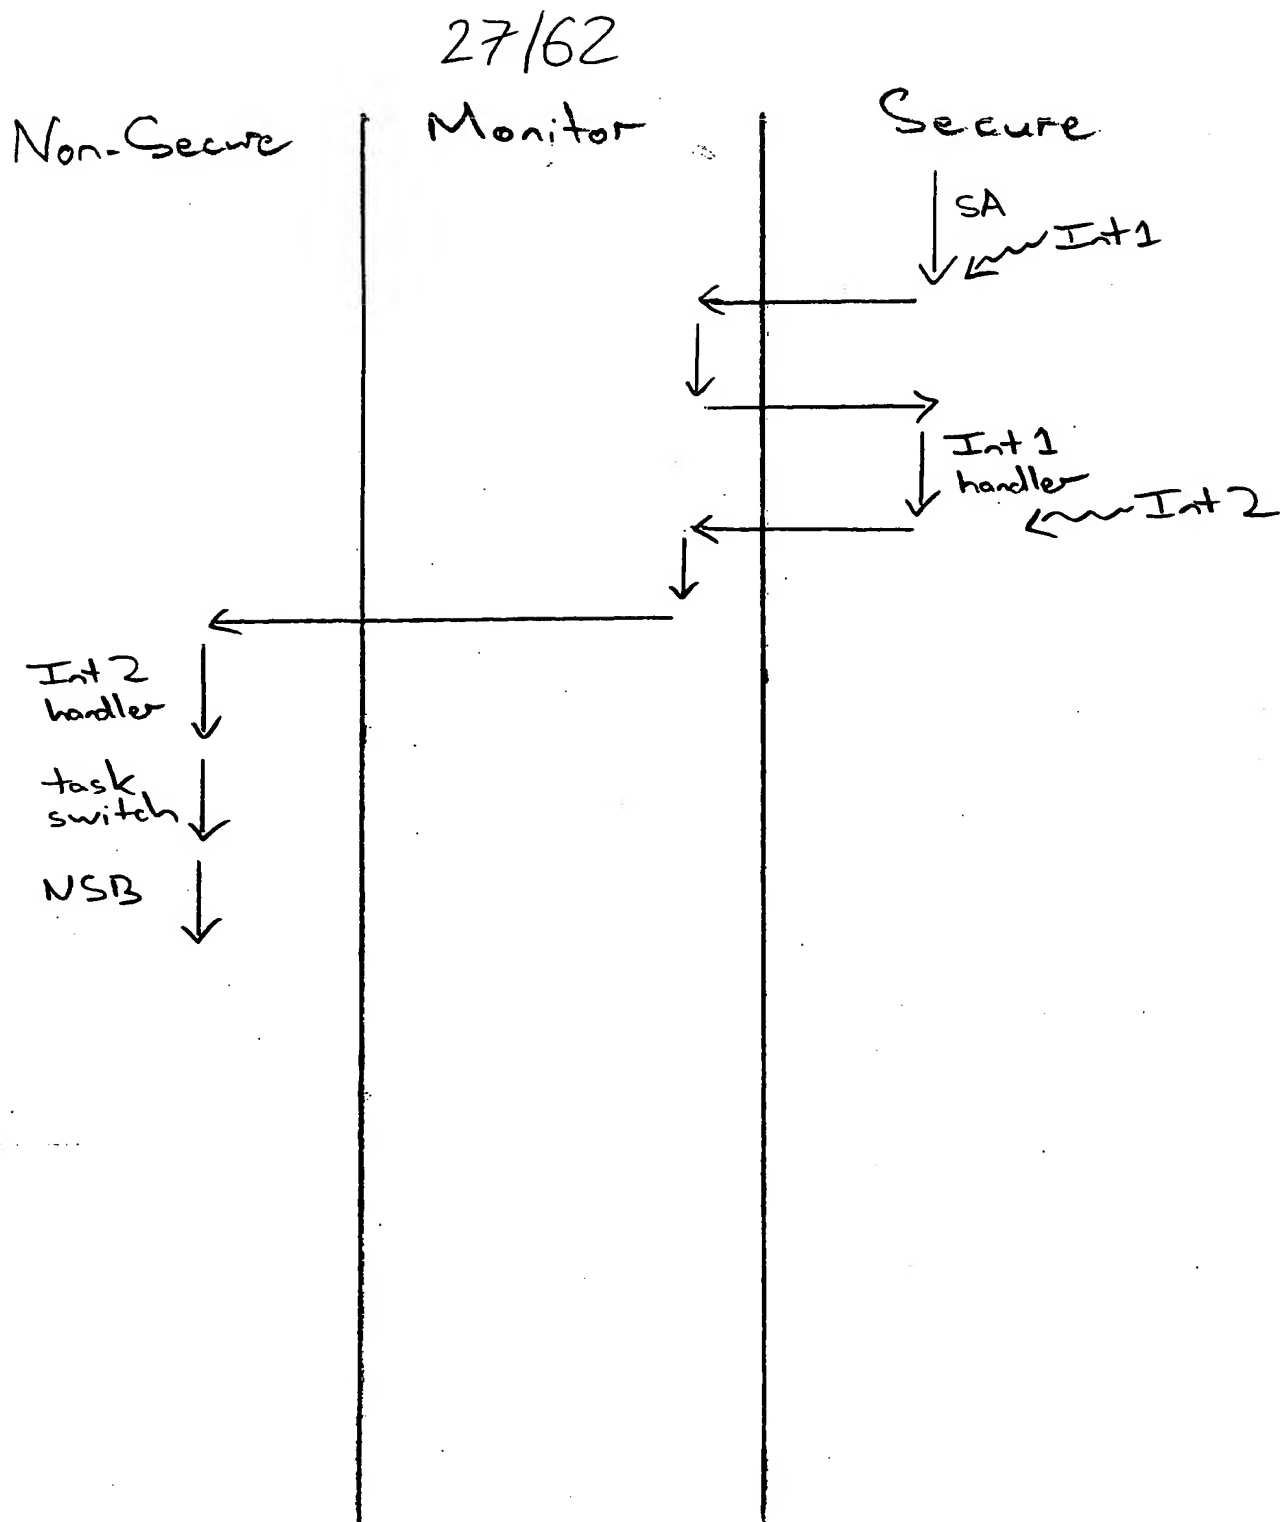 27/62
Non-Secure
Monitor
Secure
SA
Int 1
Int 1
handler
Int 2
Int 2
handler
task
switch
NSB